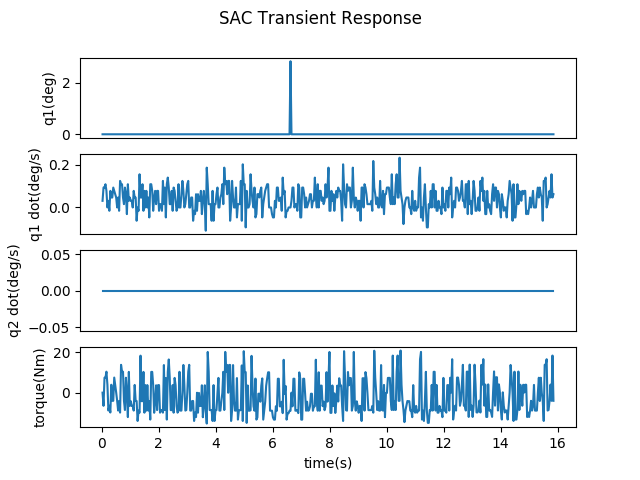 SAC Transient Response
q1(deg)
2
0
q1 dot(deg/s)
0.2
0.0
q2 dot(deg/s)
0.05
0.00
−0.05
torque(Nm)
20
0
0 2 4 6 8 10 12 14 16
time(s)